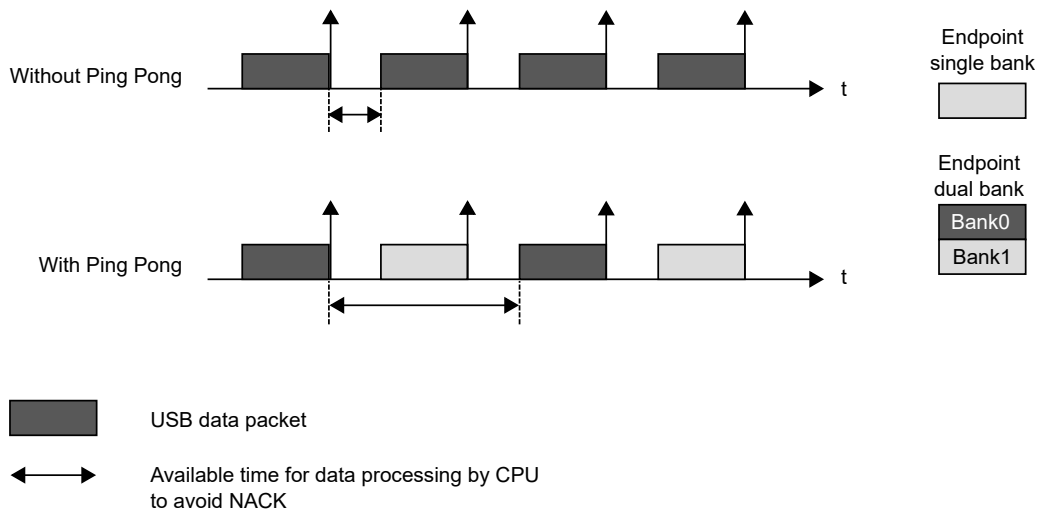 Without Ping Pong
t
Endpoint
single bank
Endpoint
dual bank
Bank0
Bank1
With Ping Pong
t
USB data packet
Available time for data processing by CPU
to avoid NACK